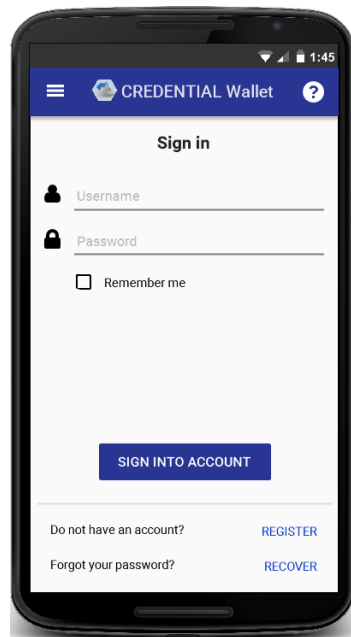 1:45
CREDENTIAL Wallet ?
Sign in
Username
Password
Remember me
SIGN INTO ACCOUNT
Do not have an account? REGISTER
Forgot your password? RECOVER